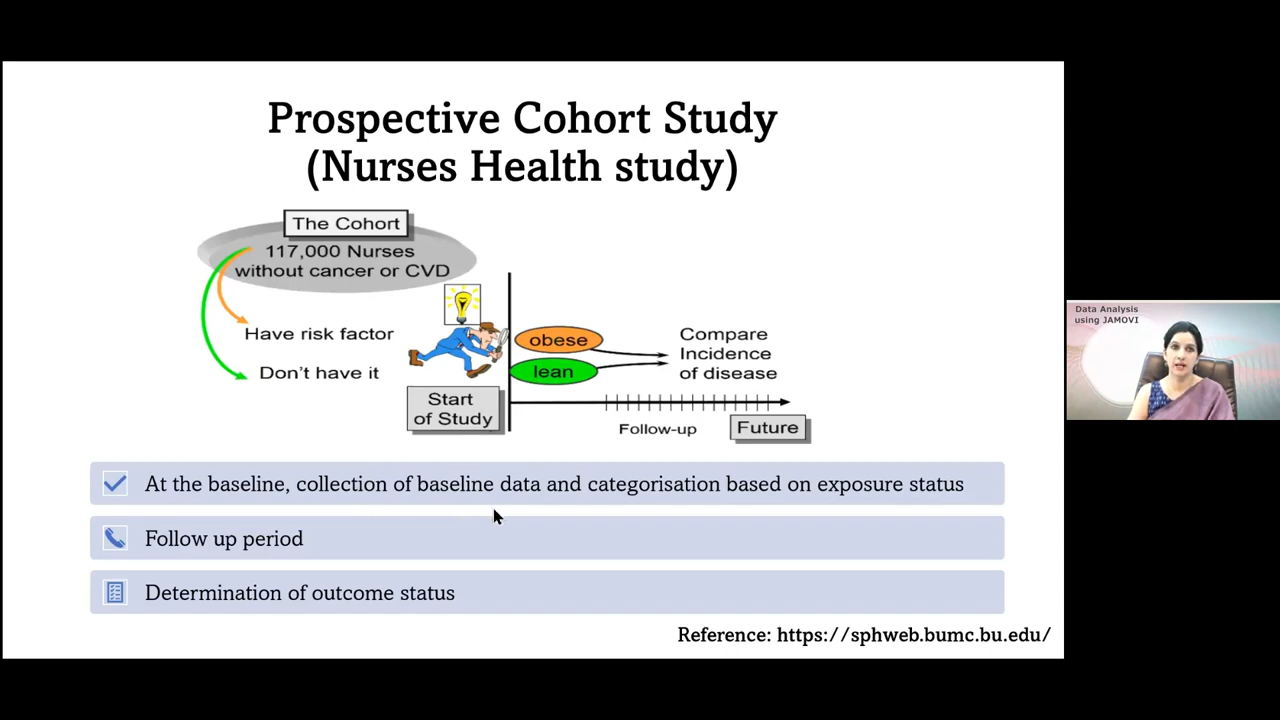 Prospective Cohort Study
(Nurses Health study)
The Cohort
117,000 Nurses
without cancer or CVD
Have risk factor
Don't have it
Start
of Study
obese
lean
Compare
Incidence
of disease
Follow-up
Future
At the baseline, collection of baseline data and categorisation based on exposure status
Follow up period
Determination of outcome status
Reference: https://sphweb.bumc.bu.edu/
Data Analysis
using JAMOVI